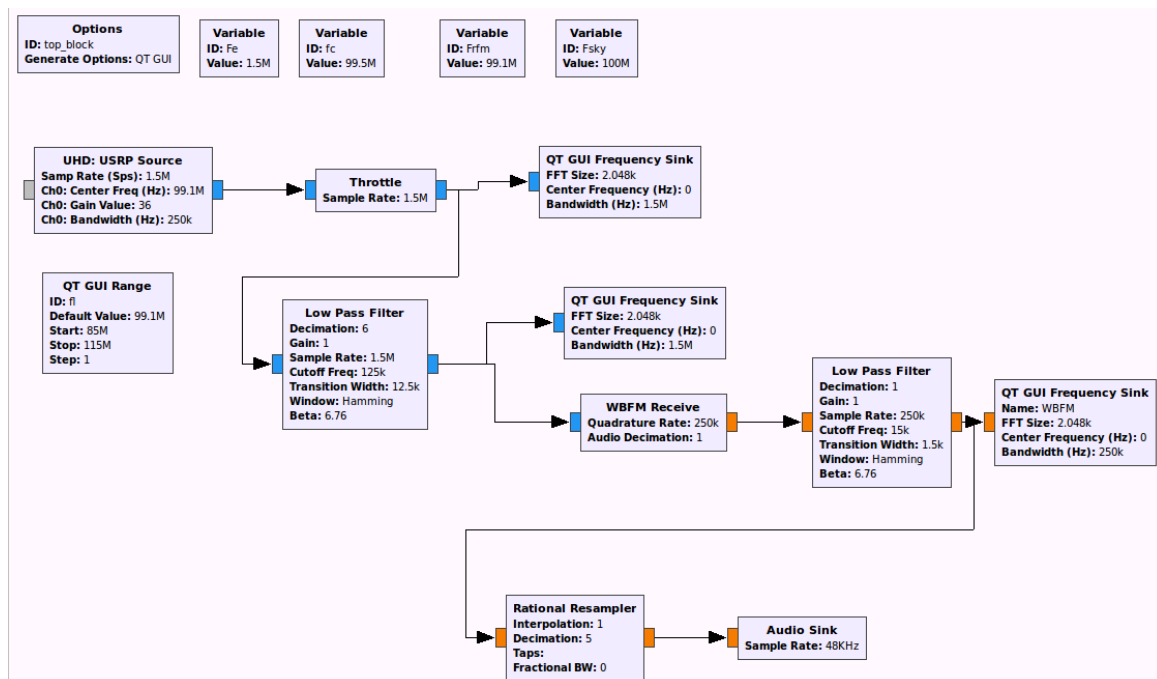 Options
ID: top_block
Generate Options: QT GUI
Variable
ID: Fe
Value: 1.5M
Variable
ID: fc
Value: 99.5M
Variable
ID: Frfm
Value: 99.1M
Variable
ID: Fsky
Value: 100M
UHD: USRP Source
Samp Rate (Sps): 1.5M
Ch0: Center Freq (Hz): 99.1M
Ch0: Gain Value: 36
Ch0: Bandwidth (Hz): 250k
Throttle
Sample Rate: 1.5M
QT GUI Frequency Sink
FFT Size: 2.048k
Center Frequency (Hz): 0
Bandwidth (Hz): 1.5M
QT GUI Range
ID: fl
Default Value: 99.1M
Start: 85M
Stop: 115M
Step: 1
Low Pass Filter
Decimation: 6
Gain: 1
Sample Rate: 1.5M
Cutoff Freq: 125k
Transition Width: 12.5k
Window: Hamming
Beta: 6.76
QT GUI Frequency Sink
FFT Size: 2.048k
Center Frequency (Hz): 0
Bandwidth (Hz): 1.5M
WBFM Receive
Quadrature Rate: 250k
Audio Decimation: 1
Low Pass Filter
Decimation: 1
Gain: 1
Sample Rate: 250k
Cutoff Freq: 15k
Transition Width: 1.5k
Window: Hamming
Beta: 6.76
QT GUI Frequency Sink
Name: WBFM
FFT Size: 2.048k
Center Frequency (Hz): 0
Bandwidth (Hz): 250k
Rational Resampler
Interpolation: 1
Decimation: 5
Taps:
Fractional BW: 0
Audio Sink
Sample Rate: 48KHz